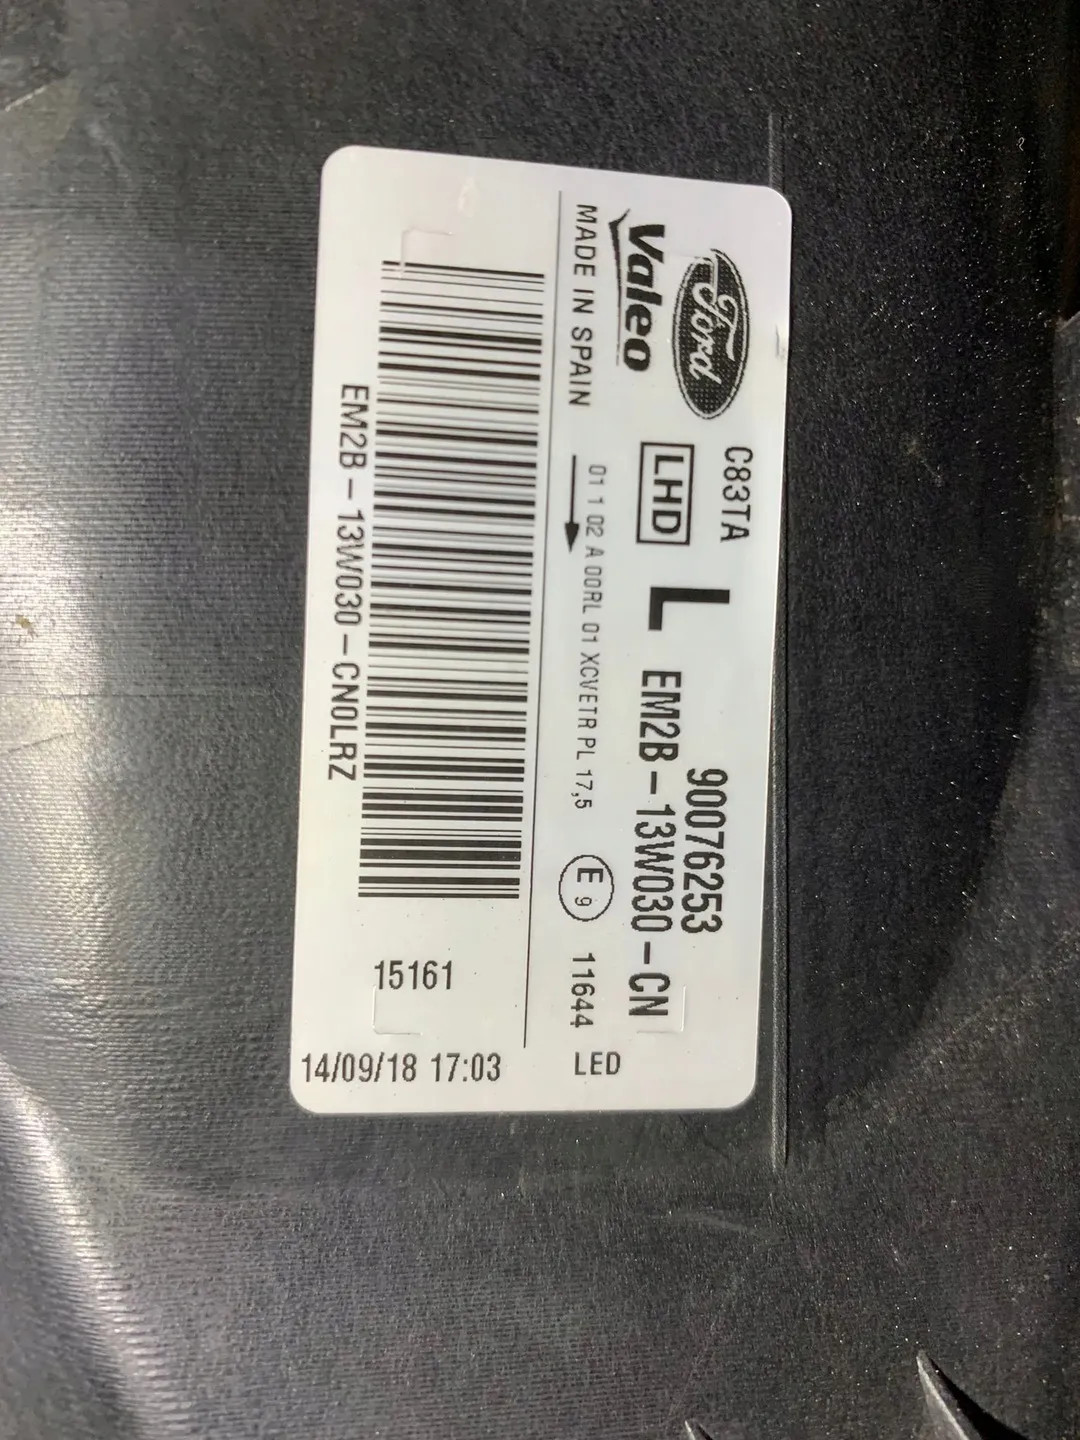 Ford
C83TA
90076253
Valeo
LHD
L
EM2B-13W030-CN
MADE IN SPAIN
01 1 02 A 00RL 01 XCVETR PL 17,5
E 9
11644
LED
EM2B-13W030-CN0LRZ
15161
14/09/18 17:03